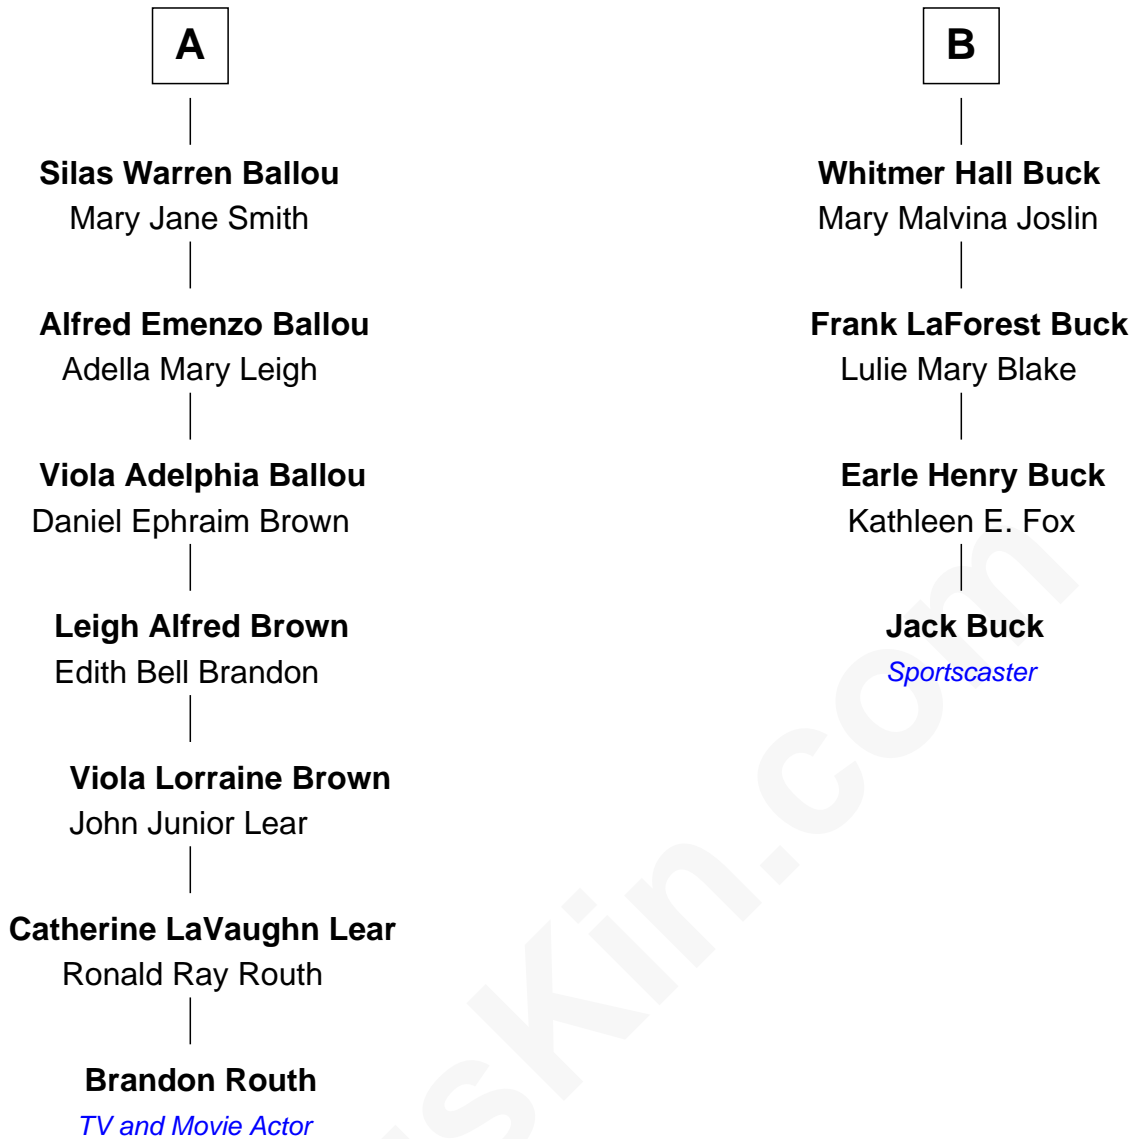 A
Silas Warren Ballou
Mary Jane Smith
Alfred Emenzo Ballou
Adella Mary Leigh
Viola Adelphia Ballou
Daniel Ephraim Brown
Leigh Alfred Brown
Edith Bell Brandon
Viola Lorraine Brown
John Junior Lear
Catherine LaVaughn Lear
Ronald Ray Routh
Brandon Routh
TV and Movie Actor
B
Whitmer Hall Buck
Mary Malvina Joslin
Frank LaForest Buck
Lulie Mary Blake
Earle Henry Buck
Kathleen E. Fox
Jack Buck
Sportscaster
sKin.com